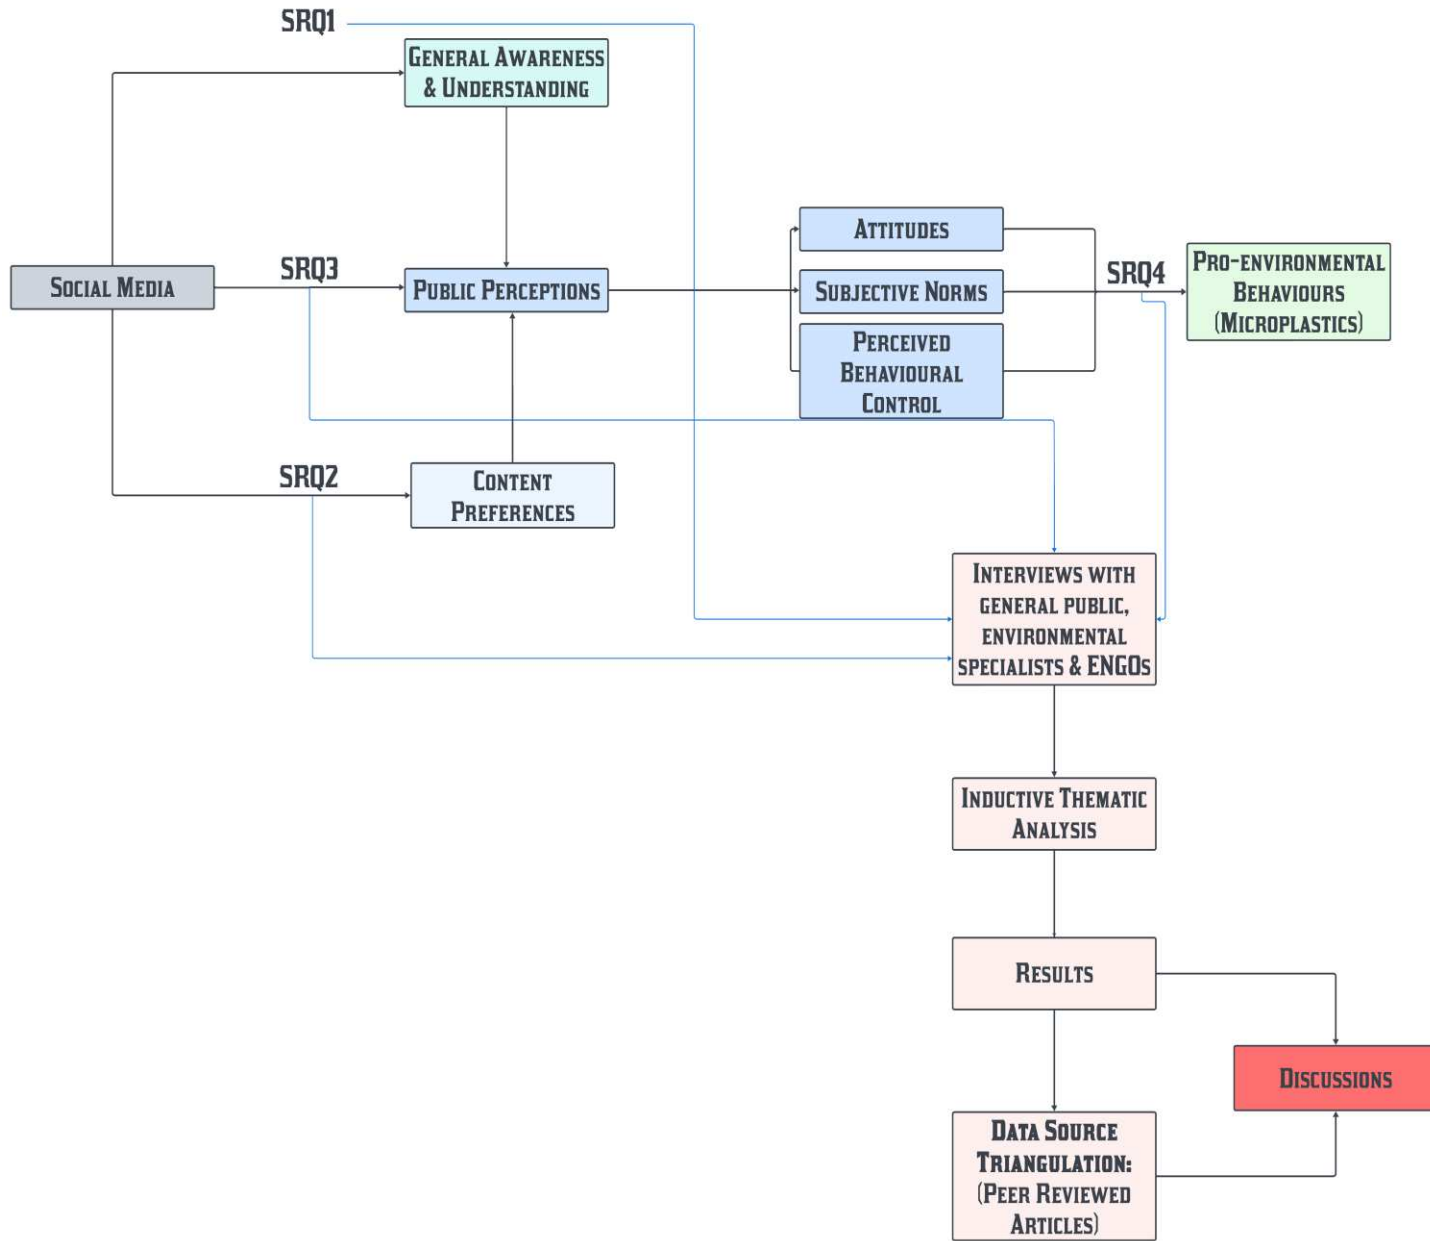 SRQ1
General Awareness
& Understanding
Social Media
SRQ3
Public Perceptions
Attitudes
Subjective Norms
Perceived
Behavioural
Control
SRQ4
Pro-environmental
Behaviours
(Microplastics)
SRQ2
Content
Preferences
Interviews with
general public,
environmental
specialists & ENGOs
Inductive Thematic
Analysis
Results
Discussions
Data Source
Triangulation:
(Peer Reviewed
Articles)